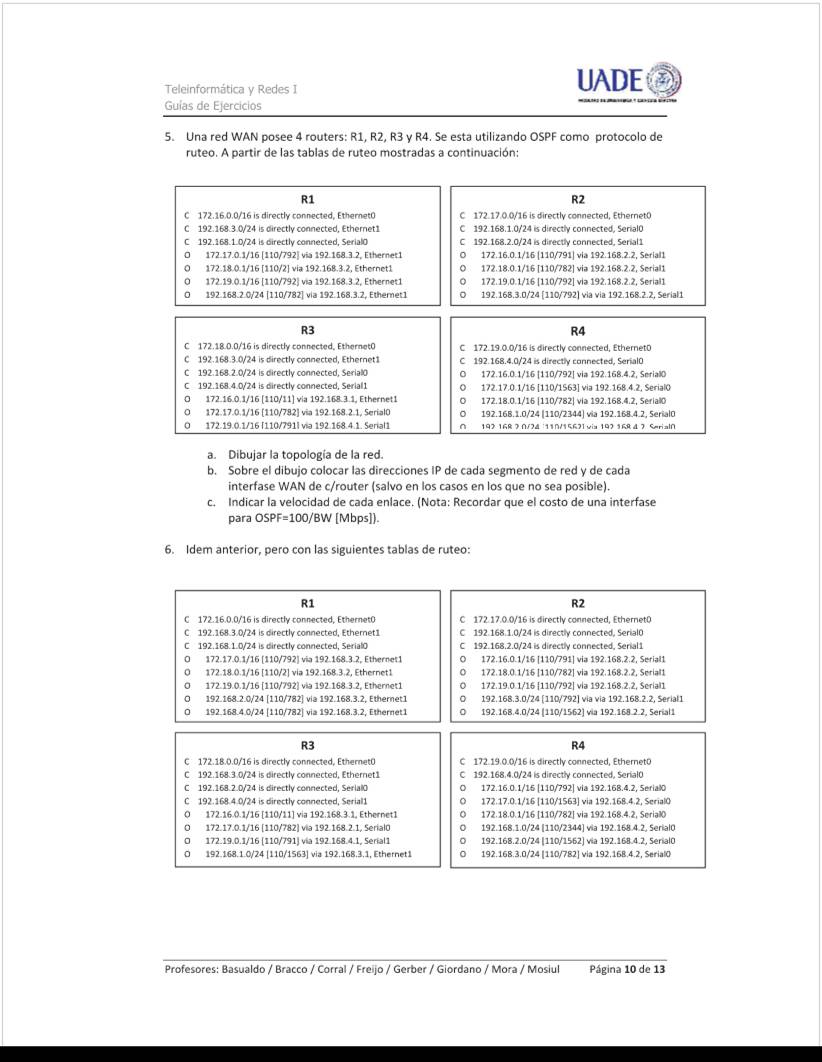 Teleinformática y Redes I
Guías de Ejercicios
UADE
5. Una red WAN posee 4 routers: R1, R2, R3 y R4. Se esta utilizando OSPF como protocolo de
ruteo. A partir de las tablas de ruteo mostradas a continuación:
R1
C 172.16.0.0/16 is directly connected, Ethernet0
C 192.168.3.0/24 is directly connected, Ethernet1
C 192.168.1.0/24 is directly connected, Serial0
O 172.17.0.1/16 [110/792] via 192.168.3.2, Ethernet1
O 172.18.0.1/16 [110/2] via 192.168.3.2, Ethernet1
O 172.19.0.1/16 [110/792] via 192.168.3.2, Ethernet1
O 192.168.2.0/24 [110/782] via 192.168.3.2, Ethernet1
R2
C 172.17.0.0/16 is directly connected, Ethernet0
C 192.168.1.0/24 is directly connected, Serial0
C 192.168.2.0/24 is directly connected, Serial1
O 172.16.0.1/16 [110/791] via 192.168.2.2, Serial1
O 172.18.0.1/16 [110/782] via 192.168.2.2, Serial1
O 172.19.0.1/16 [110/792] via 192.168.2.2, Serial1
O 192.168.3.0/24 [110/792] via via 192.168.2.2, Serial1
R3
C 172.18.0.0/16 is directly connected, Ethernet0
C 192.168.3.0/24 is directly connected, Ethernet1
C 192.168.2.0/24 is directly connected, Serial0
C 192.168.4.0/24 is directly connected, Serial1
O 172.16.0.1/16 [110/11] via 192.168.3.1, Ethernet1
O 172.17.0.1/16 [110/782] via 192.168.2.1, Serial0
O 172.19.0.1/16 [110/791] via 192.168.4.1, Serial1
R4
C 172.19.0.0/16 is directly connected, Ethernet0
C 192.168.4.0/24 is directly connected, Serial0
O 172.16.0.1/16 [110/792] via 192.168.4.2, Serial0
O 172.17.0.1/16 [110/1563] via 192.168.4.2, Serial0
O 172.18.0.1/16 [110/782] via 192.168.4.2, Serial0
O 192.168.1.0/24 [110/2344] via 192.168.4.2, Serial0
O 192.168.2.0/24 [110/1562] via 192.168.4.2, Serial0
a. Dibujar la topología de la red.
b. Sobre el dibujo colocar las direcciones IP de cada segmento de red y de cada
interfase WAN de c/router (salvo en los casos en los que no sea posible).
c. Indicar la velocidad de cada enlace. (Nota: Recordar que el costo de una interfase
para OSPF=100/BW [Mbps]).
6. Idem anterior, pero con las siguientes tablas de ruteo:
R1
C 172.16.0.0/16 is directly connected, Ethernet0
C 192.168.3.0/24 is directly connected, Ethernet1
C 192.168.1.0/24 is directly connected, Serial0
O 172.17.0.1/16 [110/792] via 192.168.3.2, Ethernet1
O 172.18.0.1/16 [110/2] via 192.168.3.2, Ethernet1
O 172.19.0.1/16 [110/792] via 192.168.3.2, Ethernet1
O 192.168.2.0/24 [110/782] via 192.168.3.2, Ethernet1
O 192.168.4.0/24 [110/782] via 192.168.3.2, Ethernet1
R2
C 172.17.0.0/16 is directly connected, Ethernet0
C 192.168.1.0/24 is directly connected, Serial0
C 192.168.2.0/24 is directly connected, Serial1
O 172.16.0.1/16 [110/791] via 192.168.2.2, Serial1
O 172.18.0.1/16 [110/782] via 192.168.2.2, Serial1
O 172.19.0.1/16 [110/792] via 192.168.2.2, Serial1
O 192.168.3.0/24 [110/792] via via 192.168.2.2, Serial1
O 192.168.4.0/24 [110/1562] via 192.168.2.2, Serial1
R3
C 172.18.0.0/16 is directly connected, Ethernet0
C 192.168.3.0/24 is directly connected, Ethernet1
C 192.168.2.0/24 is directly connected, Serial0
C 192.168.4.0/24 is directly connected, Serial1
O 172.16.0.1/16 [110/11] via 192.168.3.1, Ethernet1
O 172.17.0.1/16 [110/782] via 192.168.2.1, Serial0
O 172.19.0.1/16 [110/791] via 192.168.4.1, Serial1
O 192.168.1.0/24 [110/1563] via 192.168.3.1, Ethernet1
R4
C 172.19.0.0/16 is directly connected, Ethernet0
C 192.168.4.0/24 is directly connected, Serial0
O 172.16.0.1/16 [110/792] via 192.168.4.2, Serial0
O 172.17.0.1/16 [110/1563] via 192.168.4.2, Serial0
O 172.18.0.1/16 [110/782] via 192.168.4.2, Serial0
O 192.168.1.0/24 [110/2344] via 192.168.4.2, Serial0
O 192.168.2.0/24 [110/1562] via 192.168.4.2, Serial0
O 192.168.3.0/24 [110/782] via 192.168.4.2, Serial0
Profesores: Basualdo / Bracco / Corral / Freijo / Gerber / Giordano / Mora / Mosiul Página 10 de 13